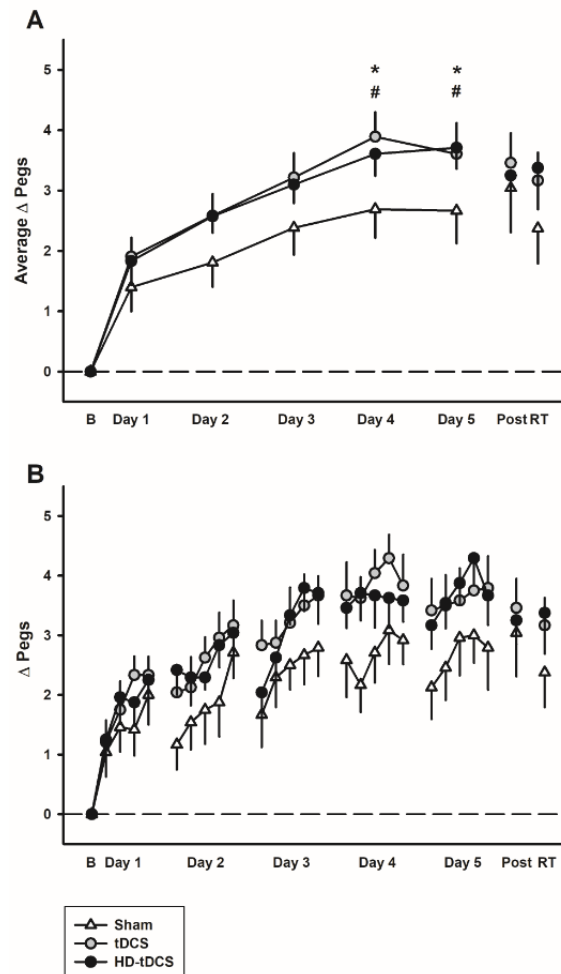 A
* *
# #
5
4
3
2
1
0
Average Δ Pegs
B Day 1 Day 2 Day 3 Day 4 Day 5 Post RT
B
5
4
3
2
1
0
Δ Pegs
B Day 1 Day 2 Day 3 Day 4 Day 5 Post RT
Sham
tDCS
HD-tDCS